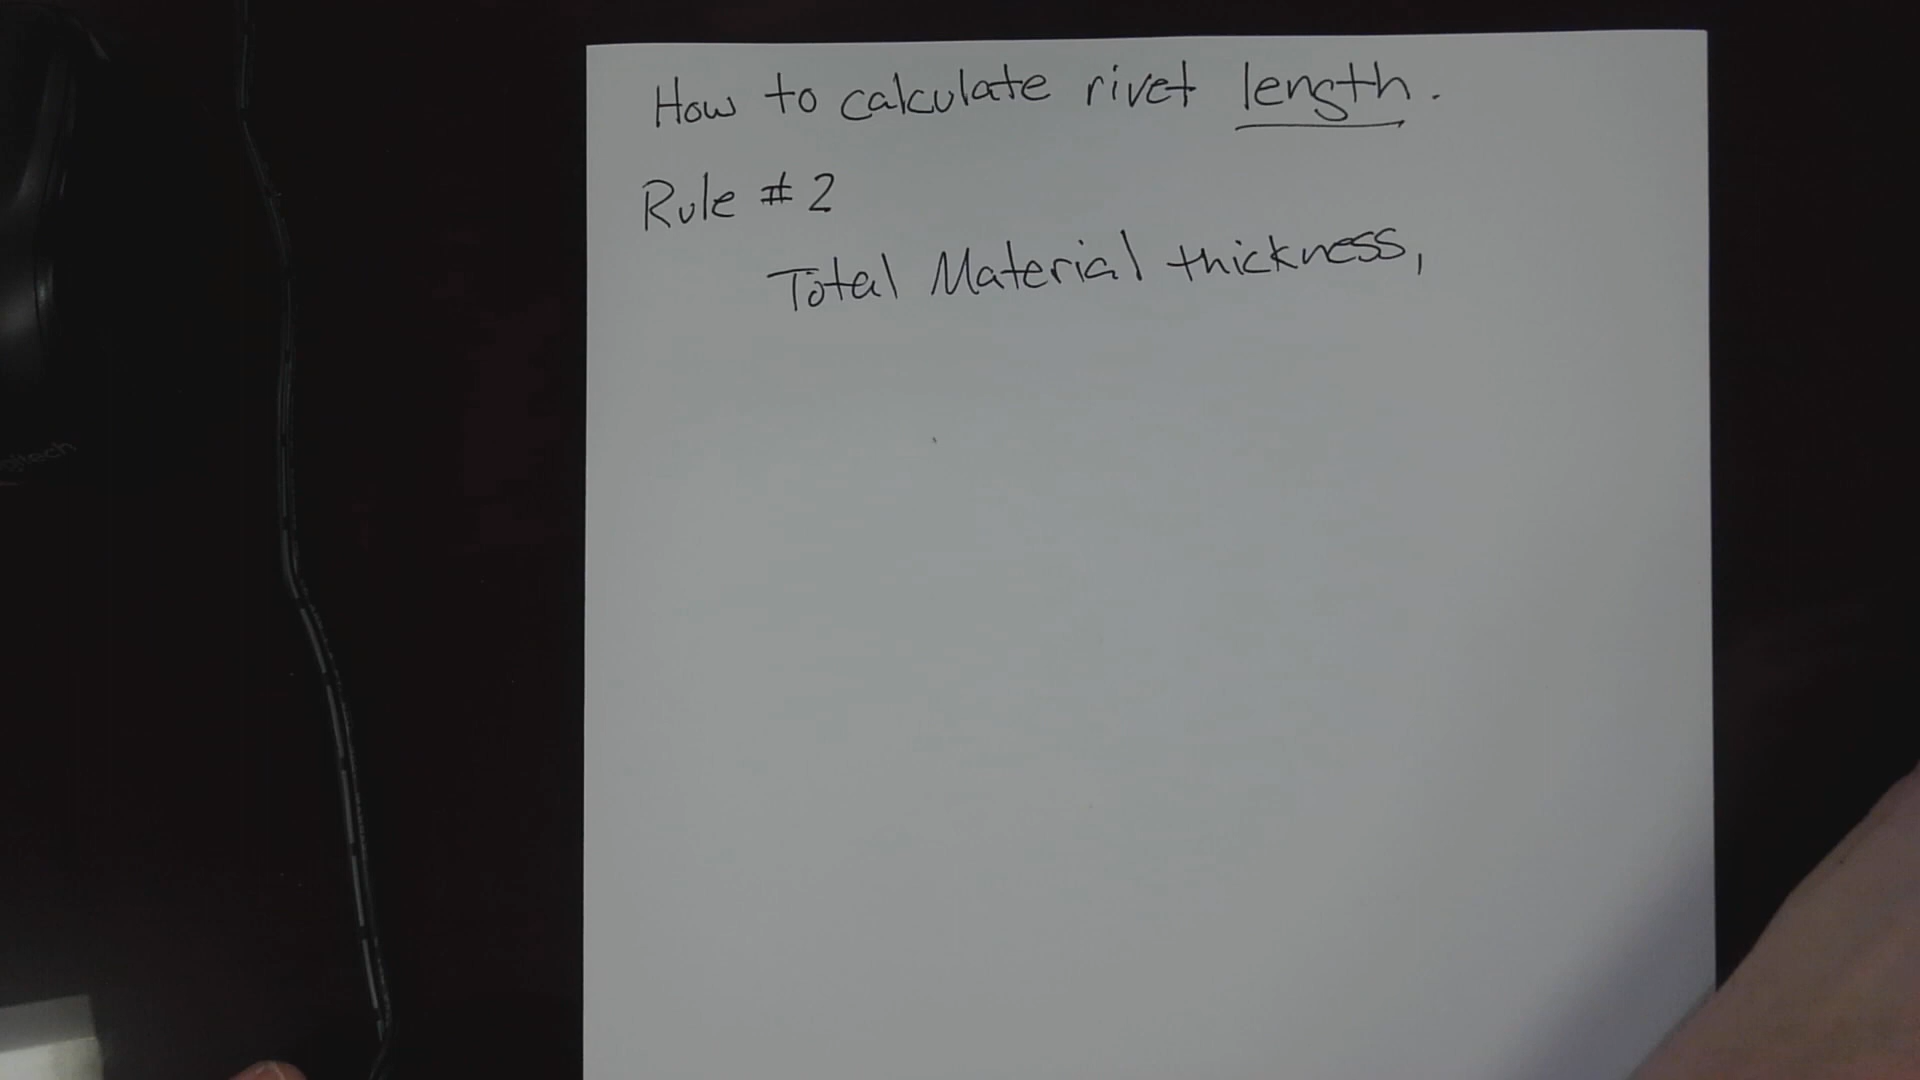 How to calculate rivet length.
Rule # 2
Total Material thickness,